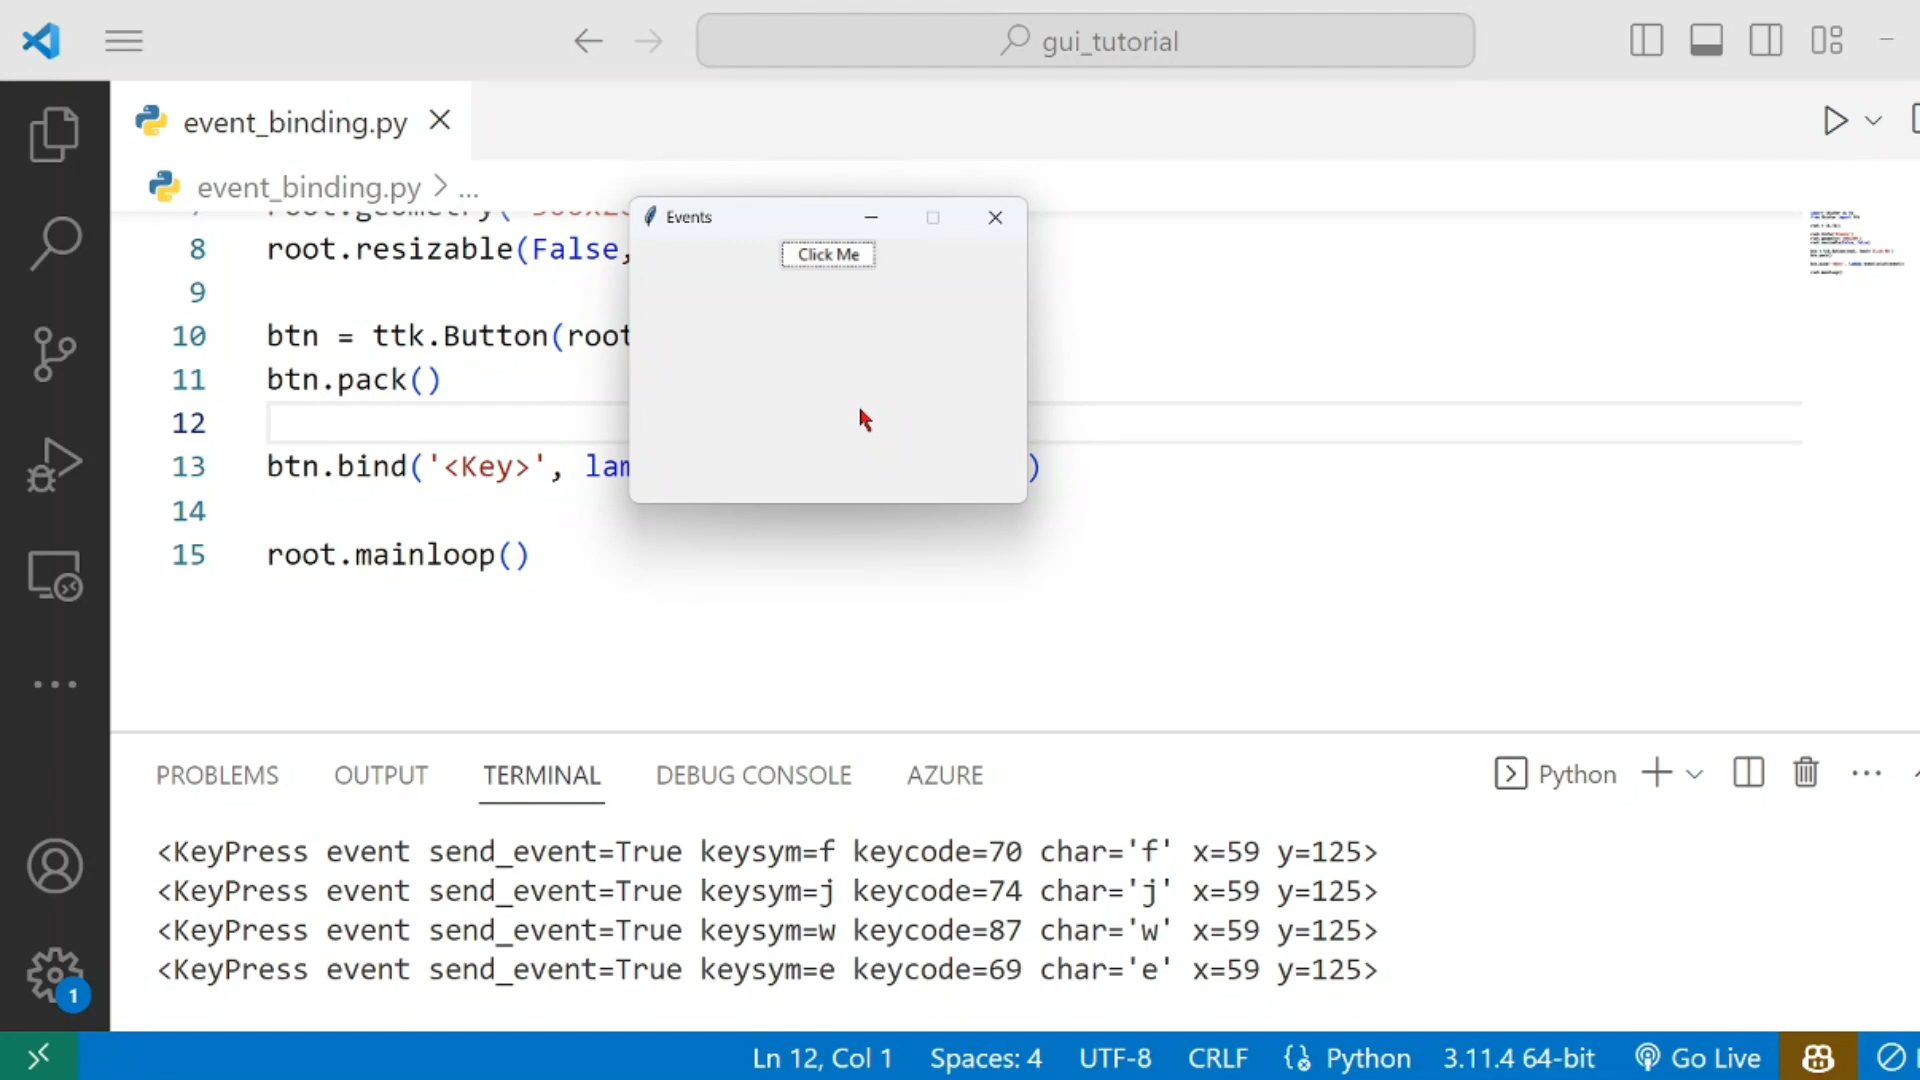 gui_tutorial
event_binding.py
event_binding.py > ...
Events
Click Me
8 root.resizable(False,
9
10 btn = ttk.Button(root
11 btn.pack()
12
13 btn.bind('<Key>', lam )
14
15 root.mainloop()
PROBLEMS OUTPUT TERMINAL DEBUG CONSOLE AZURE
Python
<KeyPress event send_event=True keysym=f keycode=70 char='f' x=59 y=125>
<KeyPress event send_event=True keysym=j keycode=74 char='j' x=59 y=125>
<KeyPress event send_event=True keysym=w keycode=87 char='w' x=59 y=125>
<KeyPress event send_event=True keysym=e keycode=69 char='e' x=59 y=125>
1
Ln 12, Col 1 Spaces: 4 UTF-8 CRLF Python 3.11.4 64-bit Go Live